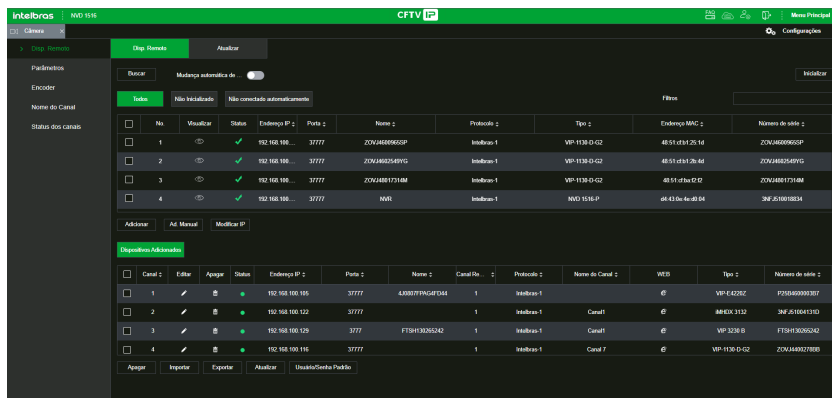 intelbras NVD 1516 CFTV IP FAQ Menu Principal
Câmera x Configurações
> Disp. Remoto Disp. Remoto Atualizar
Parâmetros
Buscar Mudança automática de ... Inicializar
Encoder
Todos Não Inicializado Não conectado automaticamente Filtros
Nome do Canal
Status dos canais
No. Visualizar Status Endereço IP Porta Nome Protocolo Tipo Endereço MAC Número de série
1 192.168.100.... 37777 ZOVJ4600965SP Intelbras-1 VIP-1130-D-G2 48:51:cf:b1:25:1d ZOVJ4600965SP
2 192.168.100.... 37777 ZOVJ4602549YG Intelbras-1 VIP-1130-D-G2 48:51:cf:b1:2b:4d ZOVJ4602549YG
3 192.168.100.... 37777 ZOVJ48017314M Intelbras-1 VIP-1130-D-G2 48:51:cf:ba:f2:f2 ZOVJ48017314M
4 192.168.100.... 37777 NVR Intelbras-1 NVD 1516-P d4:43:0e:4e:d0:04 3NFJ510018834
Adicionar Ad. Manual Modificar IP
Dispositivos Adicionados
Canal Editar Apagar Status Endereço IP Porta Nome Canal Re... Protocolo Nome do Canal WEB Tipo Número de série
1 192.168.100.105 37777 4J0807FPAG4FD44 1 Intelbras-1 VIP-E4220Z P25B4600003B7
2 192.168.100.122 37777 1 Intelbras-1 Canal1 iMHDX 3132 3NFJ51004131D
3 192.168.100.129 3777 FTSH130265242 1 Intelbras-1 Canal1 VIP 3230 B FTSH130265242
4 192.168.100.116 37777 1 Intelbras-1 Canal 7 VIP-1130-D-G2 ZOVJ4400278BB
Apagar Importar Exportar Atualizar Usuário/Senha Padrão